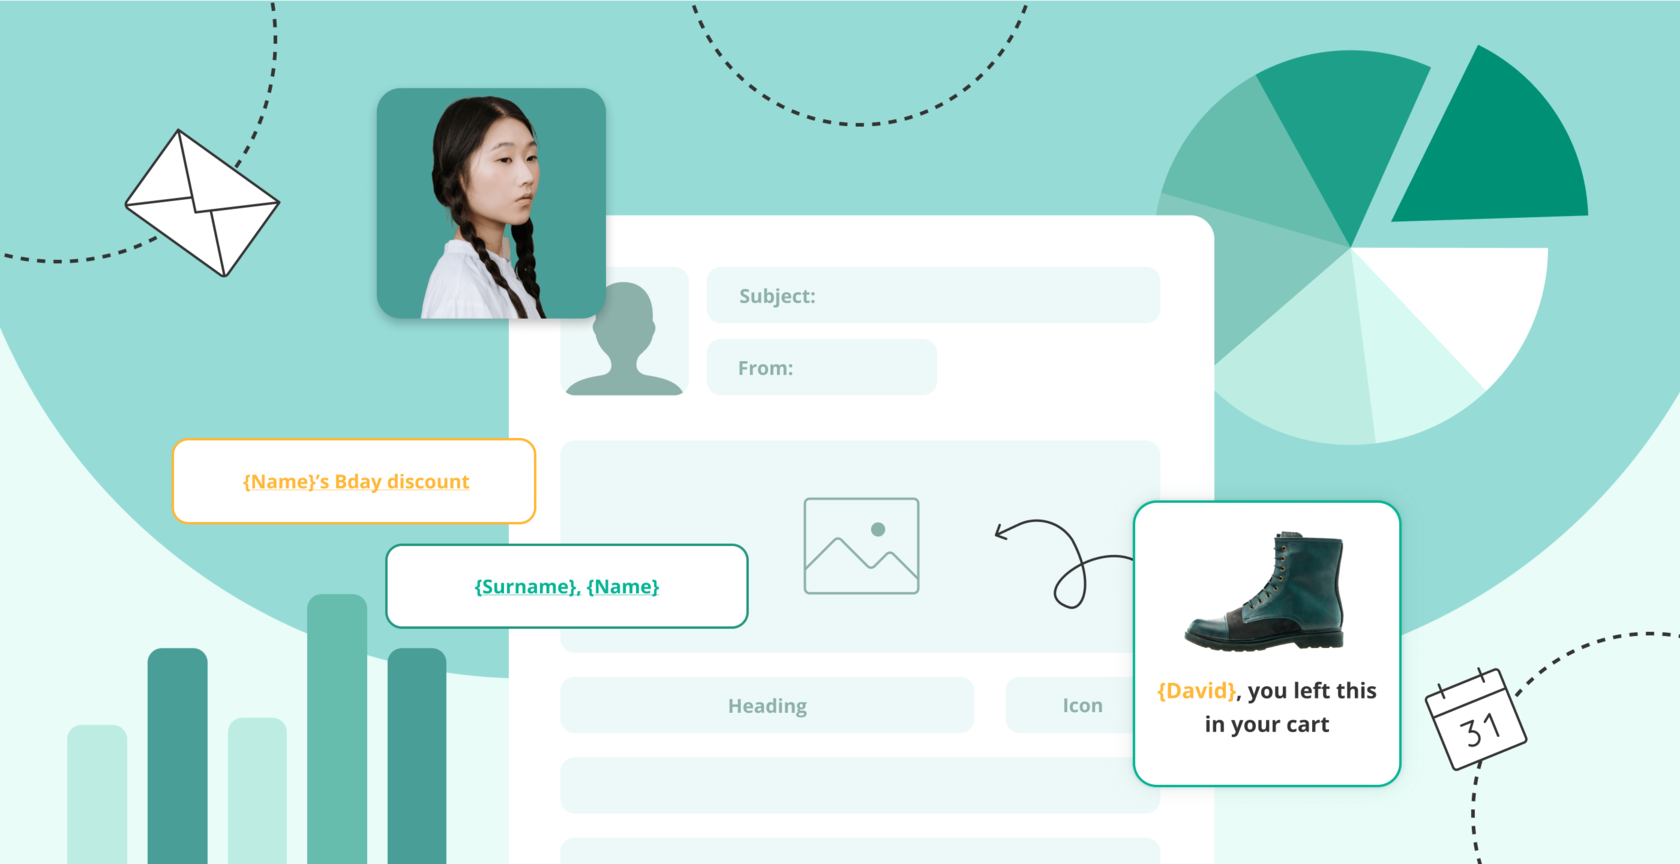 Subject:
From:
{Name}’s Bday discount
{Surname}, {Name}
Heading
Icon
{David}, you left this
in your cart
31